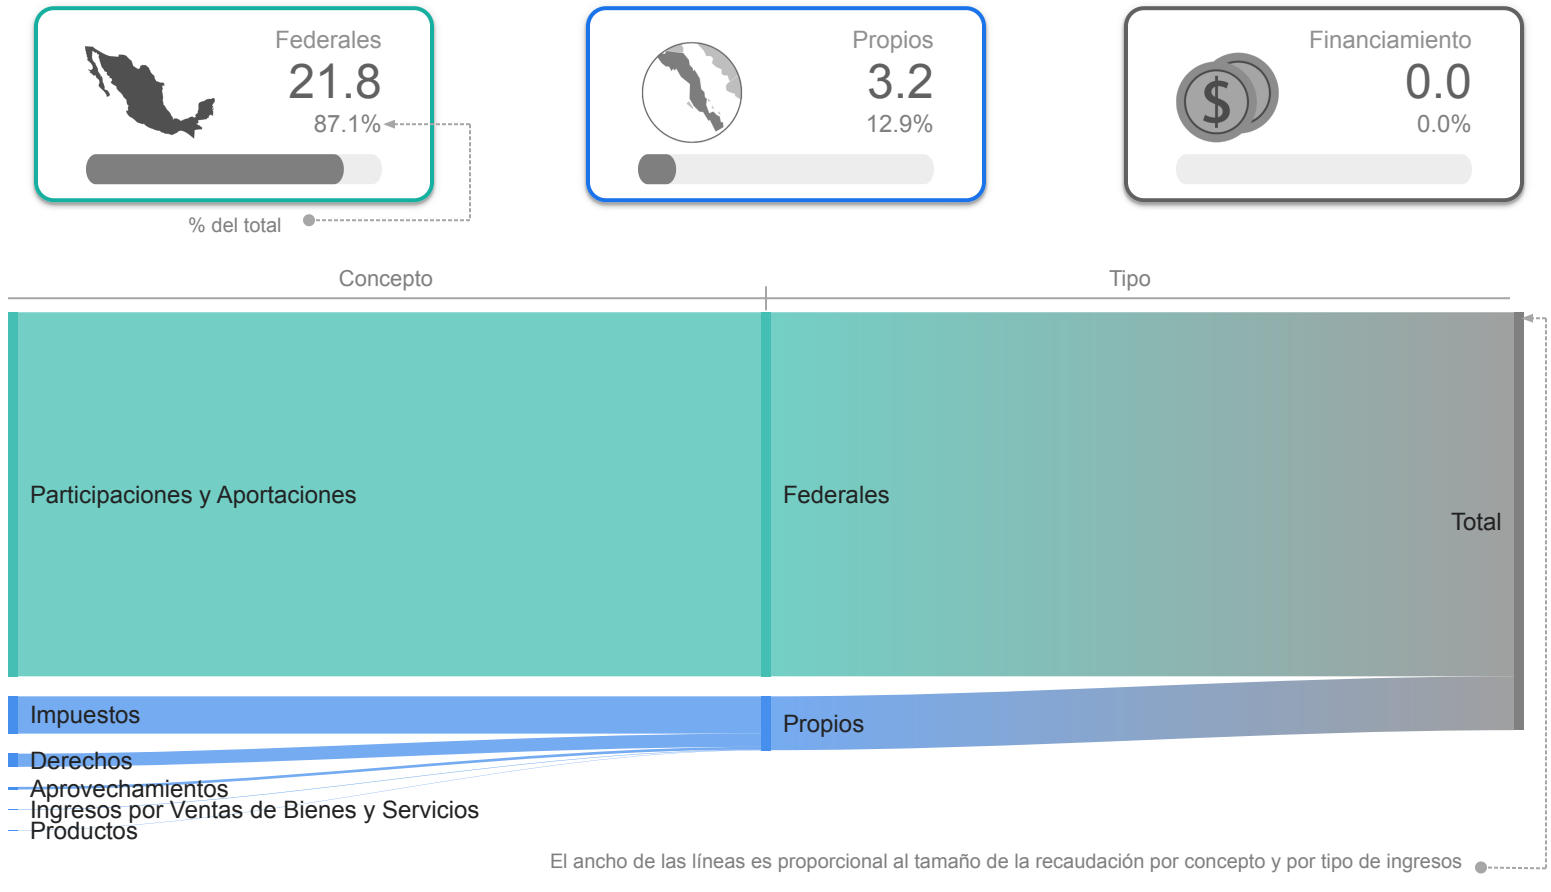 Federales
21.8
87.1%
Propios
3.2
12.9%
Financiamiento
0.0
0.0%
$
% del total
Concepto
Tipo
Participaciones y Aportaciones
Federales
Total
Impuestos
Propios
Derechos
Aprovechamientos
Ingresos por Ventas de Bienes y Servicios
Productos
El ancho de las líneas es proporcional al tamaño de la recaudación por concepto y por tipo de ingresos